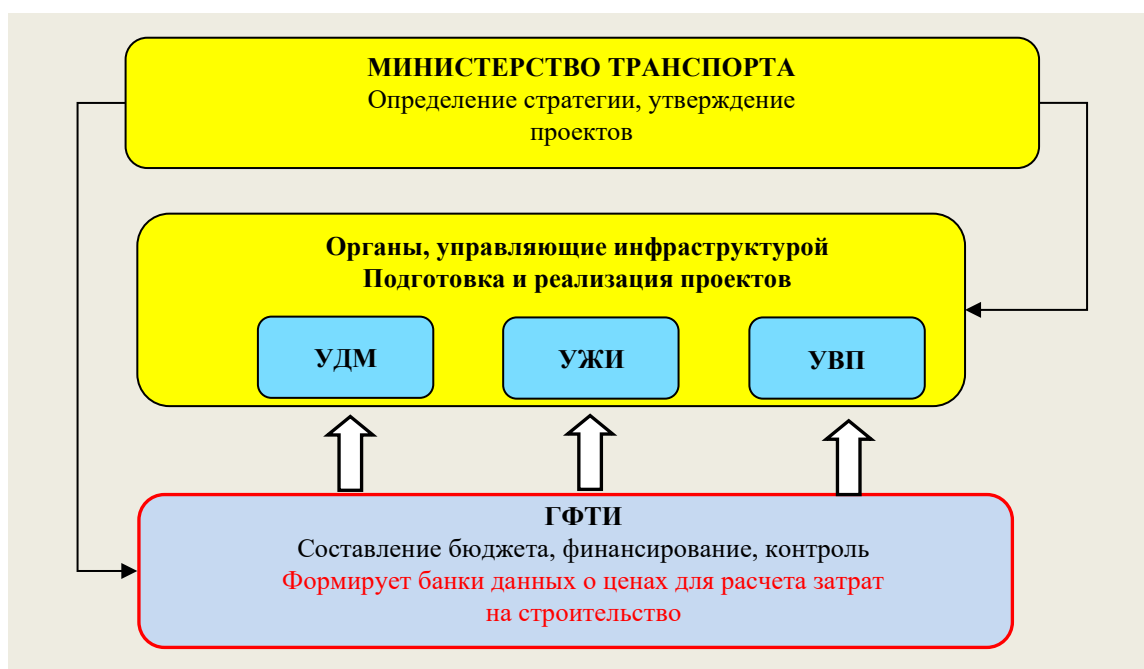 МИНИСТЕРСТВО ТРАНСПОРТА
Определение стратегии, утверждение
проектов
Органы, управляющие инфраструктурой
Подготовка и реализация проектов
УДМ
УЖИ
УВП
ГФТИ
Составление бюджета, финансирование, контроль
Формирует банки данных о ценах для расчета затрат
на строительство